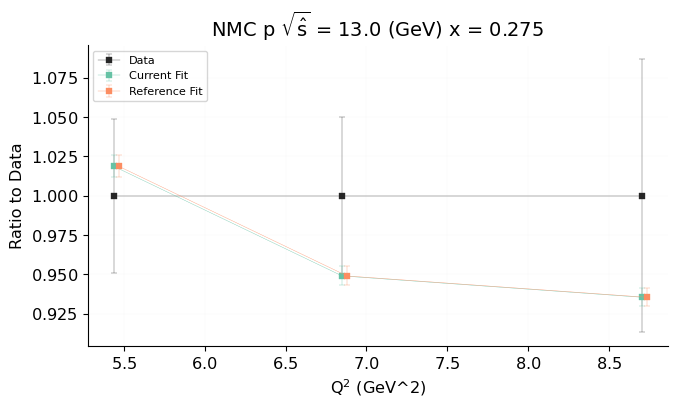 NMC p √ŝ = 13.0 (GeV) x = 0.275
Data
Current Fit
Reference Fit
Ratio to Data
1.075
1.050
1.025
1.000
0.975
0.950
0.925
5.5 6.0 6.5 7.0 7.5 8.0 8.5
Q² (GeV^2)